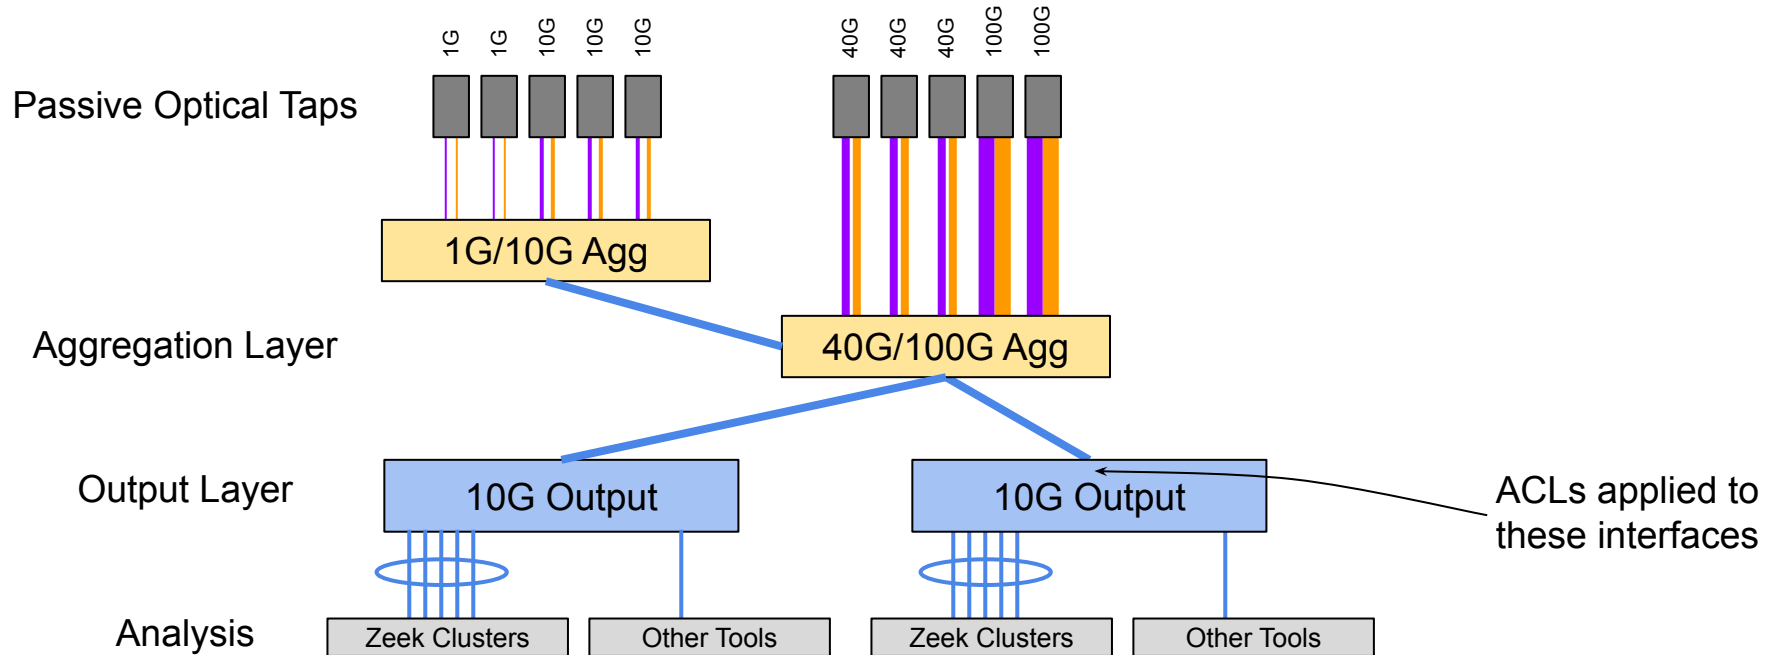 1G
1G
10G
10G
10G
40G
40G
40G
100G
100G
Passive Optical Taps
1G/10G Agg
Aggregation Layer
40G/100G Agg
Output Layer
10G Output
10G Output
ACLs applied to
these interfaces
Analysis
Zeek Clusters
Other Tools
Zeek Clusters
Other Tools